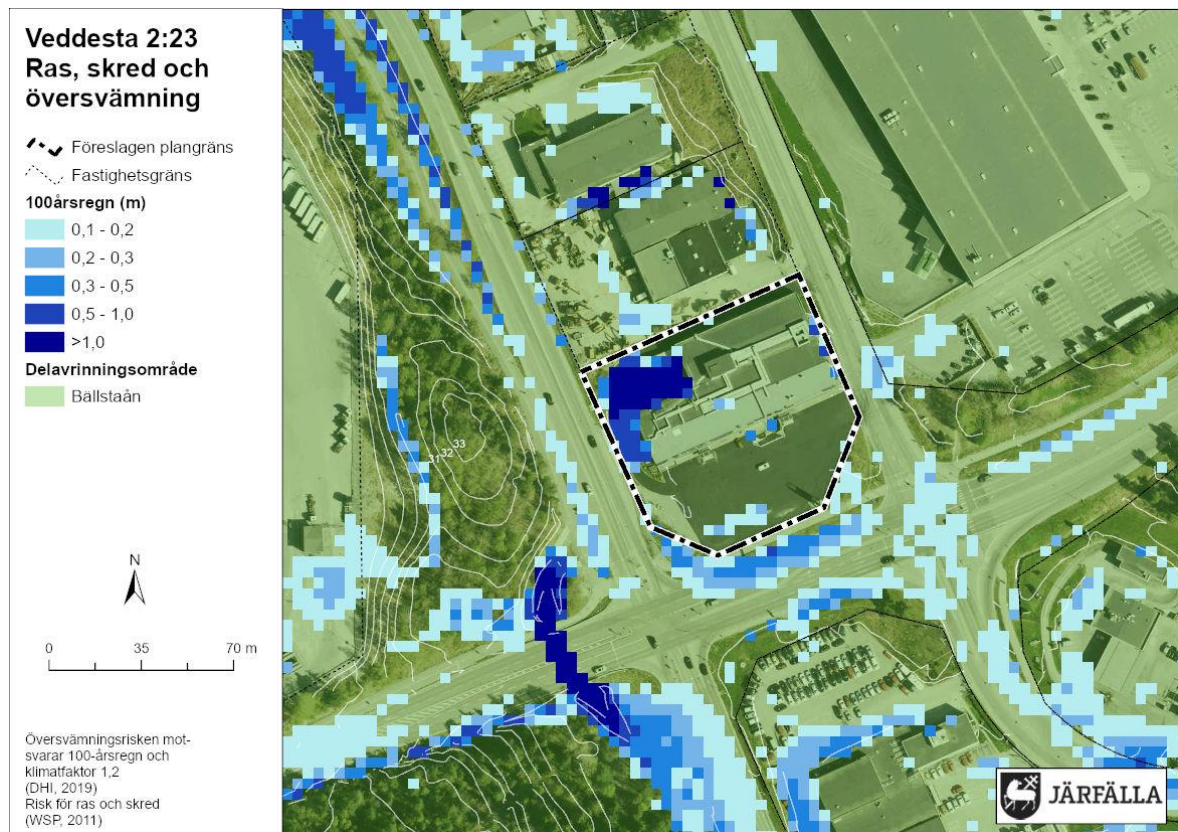 Veddesta 2:23
Ras, skred och
översvämning
Föreslagen plangräns
Fastighetsgräns
100årsregn (m)
0,1 - 0,2
0,2 - 0,3
0,3 - 0,5
0,5 - 1,0
>1,0
Delavrinningsområde
Bällstaån
N
0 35 70 m
Översvämningsrisken mot-
svarar 100-årsregn och
klimatfaktor 1,2
(DHI, 2019)
Risk för ras och skred
(WSP, 2011)
33
32
31
JÄRFÄLLA